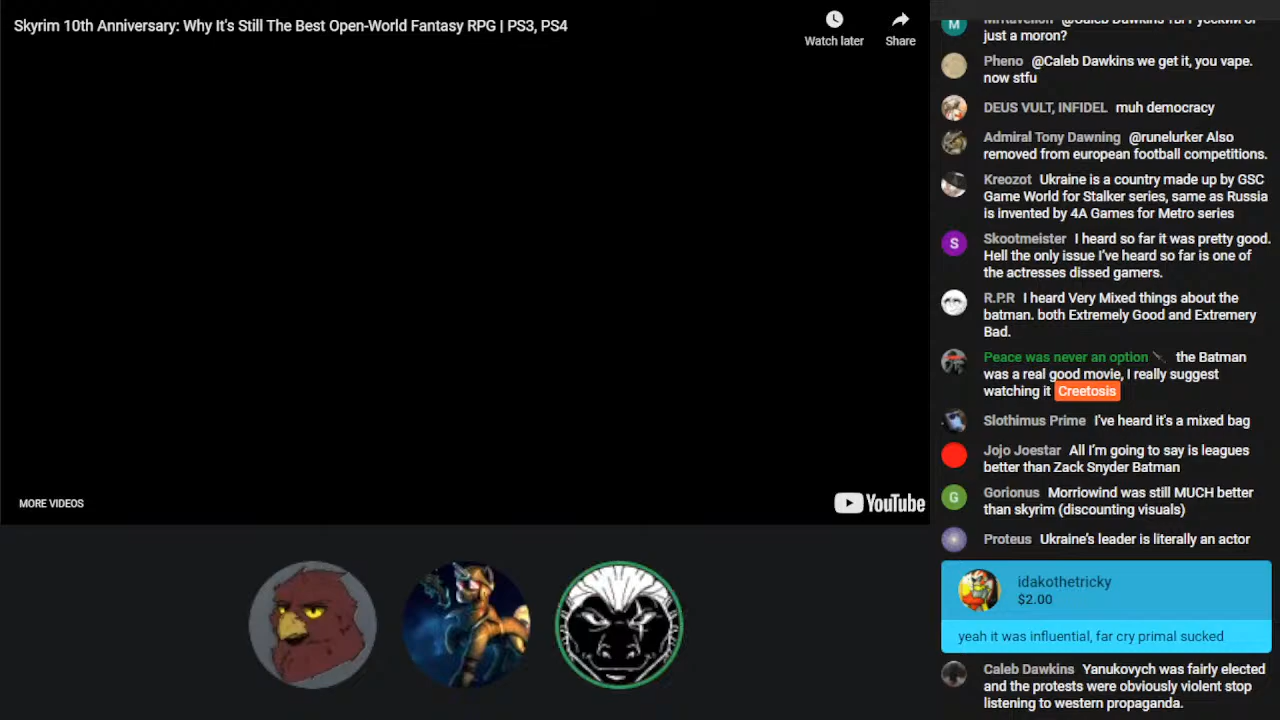 Skyrim 10th Anniversary: Why It's Still The Best Open-World Fantasy RPG | PS3, PS4
Watch later
Share
MORE VIDEOS
YouTube
M
just a moron?
Pheno @Caleb Dawkins we get it, you vape.
now stfu
DEUS VULT, INFIDEL muh democracy
Admiral Tony Dawning @runelurker Also
removed from european football competitions.
Kreozot Ukraine is a country made up by GSC
Game World for Stalker series, same as Russia
is invented by 4A Games for Metro series
S
Skootmeister I heard so far it was pretty good.
Hell the only issue I've heard so far is one of
the actresses dissed gamers.
R.P.R I heard Very Mixed things about the
batman. both Extremely Good and Extremery
Bad.
Peace was never an option the Batman
was a real good movie, I really suggest
watching it Creetosis
Slothimus Prime I've heard it's a mixed bag
Jojo Joestar All I'm going to say is leagues
better than Zack Snyder Batman
G
Gorionus Morriowind was still MUCH better
than skyrim (discounting visuals)
Proteus Ukraine's leader is literally an actor
idakothetricky
$2.00
yeah it was influential, far cry primal sucked
Caleb Dawkins Yanukovych was fairly elected
and the protests were obviously violent stop
listening to western propaganda.